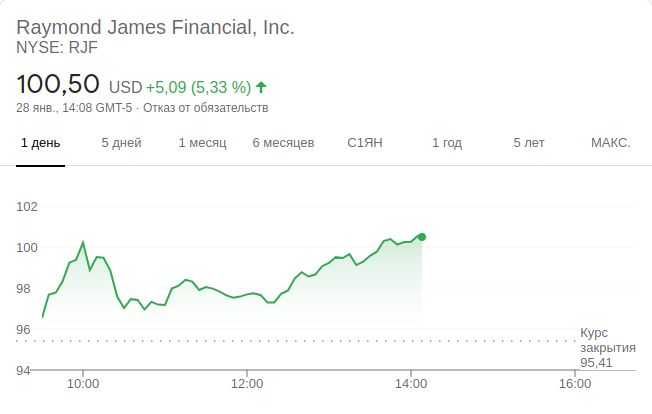 Raymond James Financial, Inc.
NYSE: RJF
100,50 USD +5,09 (5,33 %)
28 янв., 14:08 GMT-5 · Отказ от обязательств
1 день 5 дней 1 месяц 6 месяцев С1ЯН 1 год 5 лет МАКС.
102
100
98
96
Курс
закрытия
95,41
94
10:00 12:00 14:00 16:00